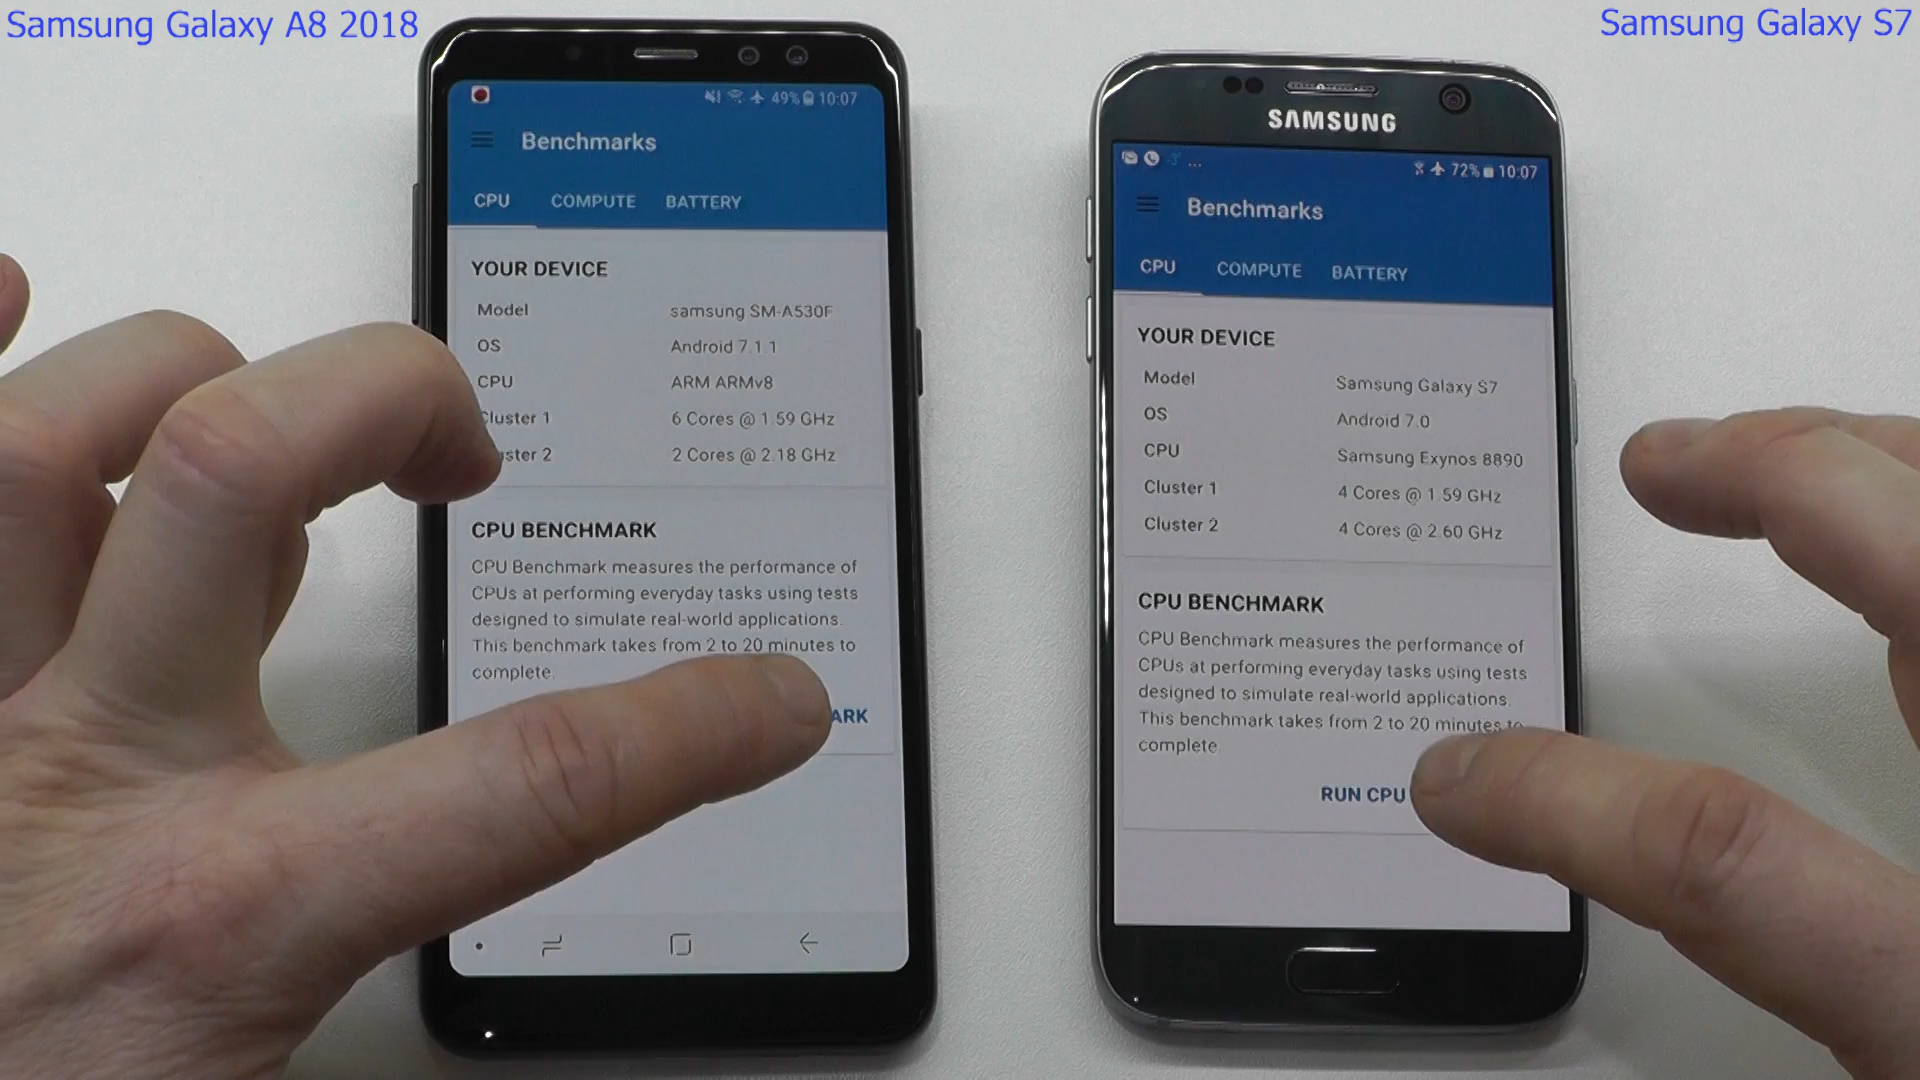 Samsung Galaxy A8 2018
49% 10:07
Benchmarks
CPU COMPUTE BATTERY
YOUR DEVICE
Model samsung SM-A530F
OS Android 7.1.1
CPU ARM ARMv8
Cluster 1 6 Cores @ 1.59 GHz
ster 2 2 Cores @ 2.18 GHz
CPU BENCHMARK
CPU Benchmark measures the performance of
CPUs at performing everyday tasks using tests
designed to simulate real-world applications.
This benchmark takes from 2 to 20 minutes to
complete.
ARK
Samsung Galaxy S7
SAMSUNG
-3° ... 72% 10:07
Benchmarks
CPU COMPUTE BATTERY
YOUR DEVICE
Model Samsung Galaxy S7
OS Android 7.0
CPU Samsung Exynos 8890
Cluster 1 4 Cores @ 1.59 GHz
Cluster 2 4 Cores @ 2.60 GHz
CPU BENCHMARK
CPU Benchmark measures the performance of
CPUs at performing everyday tasks using tests
designed to simulate real-world applications.
This benchmark takes from 2 to 20 minutes to
complete.
RUN CPU